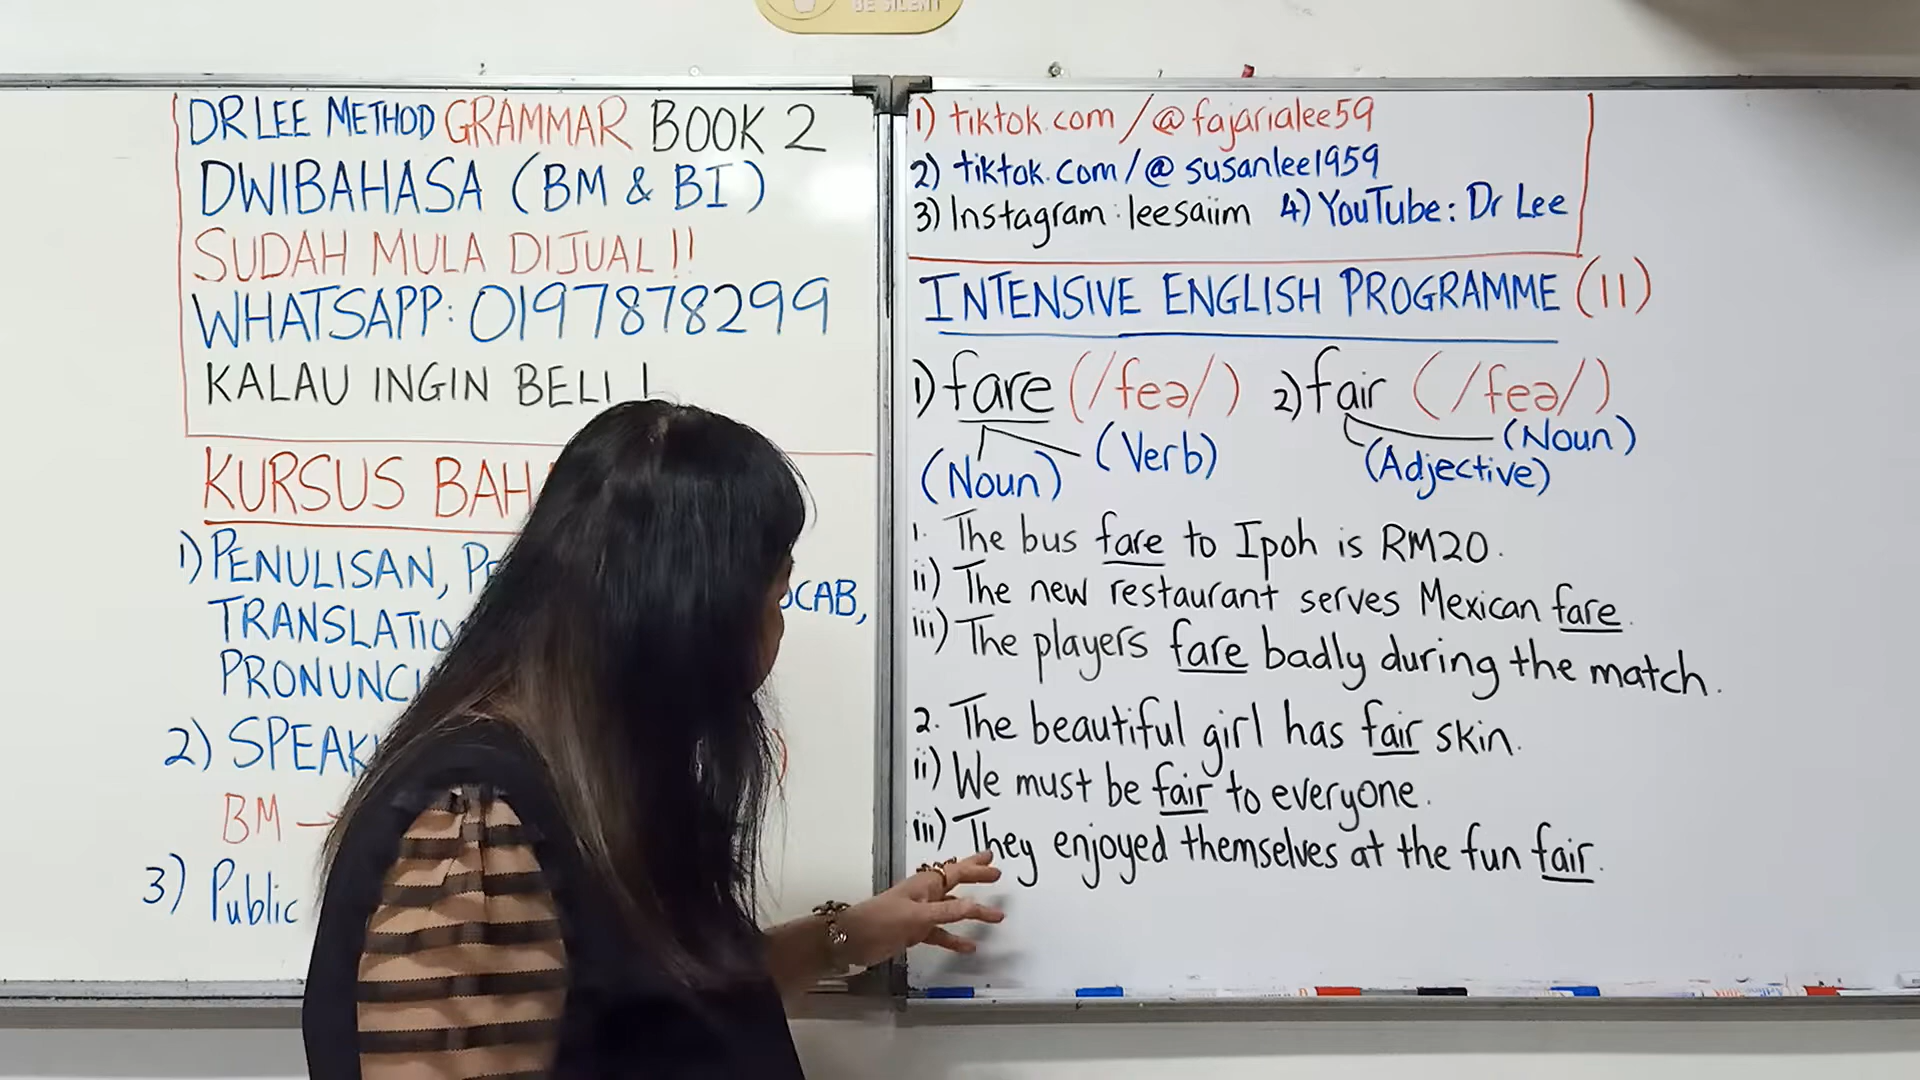 BE SILENT
DR LEE METHOD GRAMMAR BOOK 2
DWIBAHASA (BM & BI)
SUDAH MULA DIJUAL!!
WHATSAPP: 0197878299
KALAU INGIN BELI!
KURSUS
1) PENULISAN,
TRANSLATIO
PRONUNC
2) SPEAK
BM →
3) Public
1) tiktok.com/@fajarialee59
2) tiktok.com/@susanlee1959
3) Instagram: leesaiim 4) YouTube: Dr Lee
INTENSIVE ENGLISH PROGRAMME (11)
1) fare (/feə/) 2) fair (/feə/)
(Noun) (Verb) (Adjective) (Noun)
1. The bus fare to Ipoh is RM20.
ii) The new restaurant serves Mexican fare.
iii) The players fare badly during the match.
2. The beautiful girl has fair skin.
ii) We must be fair to everyone.
iii) They enjoyed themselves at the fun fair.